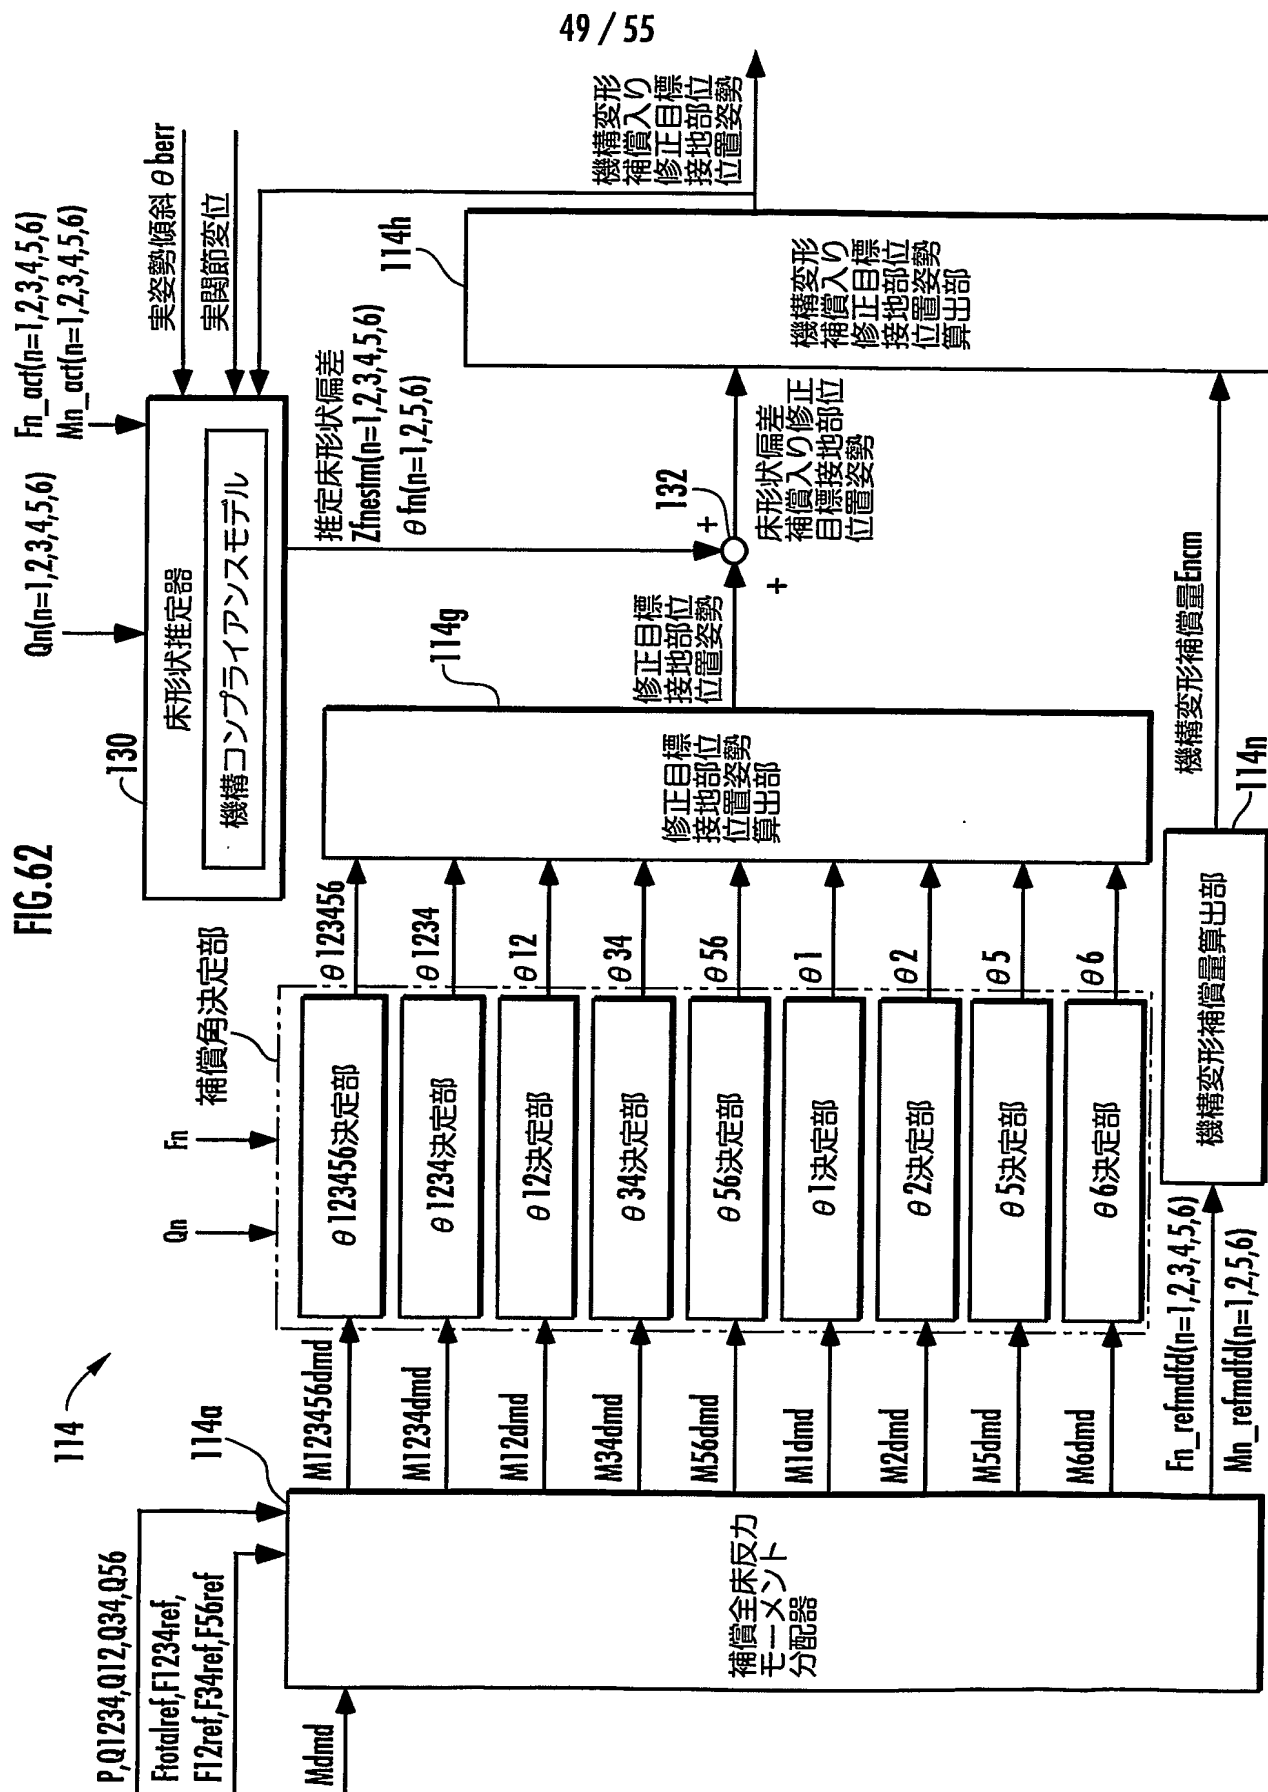 49 / 55
FIG.62
114
P,Q1234,Q12,Q34,Q56
Ftotalref,F1234ref,
F12ref,F34ref,F56ref
Mdmd
114a
補償全床反力
モーメント
分配器
M123456dmd
M1234dmd
M12dmd
M34dmd
M56dmd
M1dmd
M2dmd
M5dmd
M6dmd
Fn_refmdfd(n=1,2,3,4,5,6)
Mn_refmdfd(n=1,2,5,6)
Qn
Fn
補償角決定部
θ123456決定部
θ1234決定部
θ12決定部
θ34決定部
θ56決定部
θ1決定部
θ2決定部
θ5決定部
θ6決定部
θ123456
θ1234
θ12
θ34
θ56
θ1
θ2
θ5
θ6
機構変形補償量算出部
114n
機構変形補償量Encm
修正目標
接地部位
位置姿勢
算出部
114g
修正目標
接地部位
位置姿勢
130
床形状推定器
機構コンプライアンスモデル
Qn(n=1,2,3,4,5,6)
Fn_act(n=1,2,3,4,5,6)
Mn_act(n=1,2,3,4,5,6)
実姿勢傾斜θberr
実関節変位
推定床形状偏差
Zfnestm(n=1,2,3,4,5,6)
θfn(n=1,2,5,6)
132
+
+
床形状偏差
補償入り修正
目標接地部位
位置姿勢
114h
機構変形
補償入り
修正目標
接地部位
位置姿勢
算出部
機構変形
補償入り
修正目標
接地部位
位置姿勢